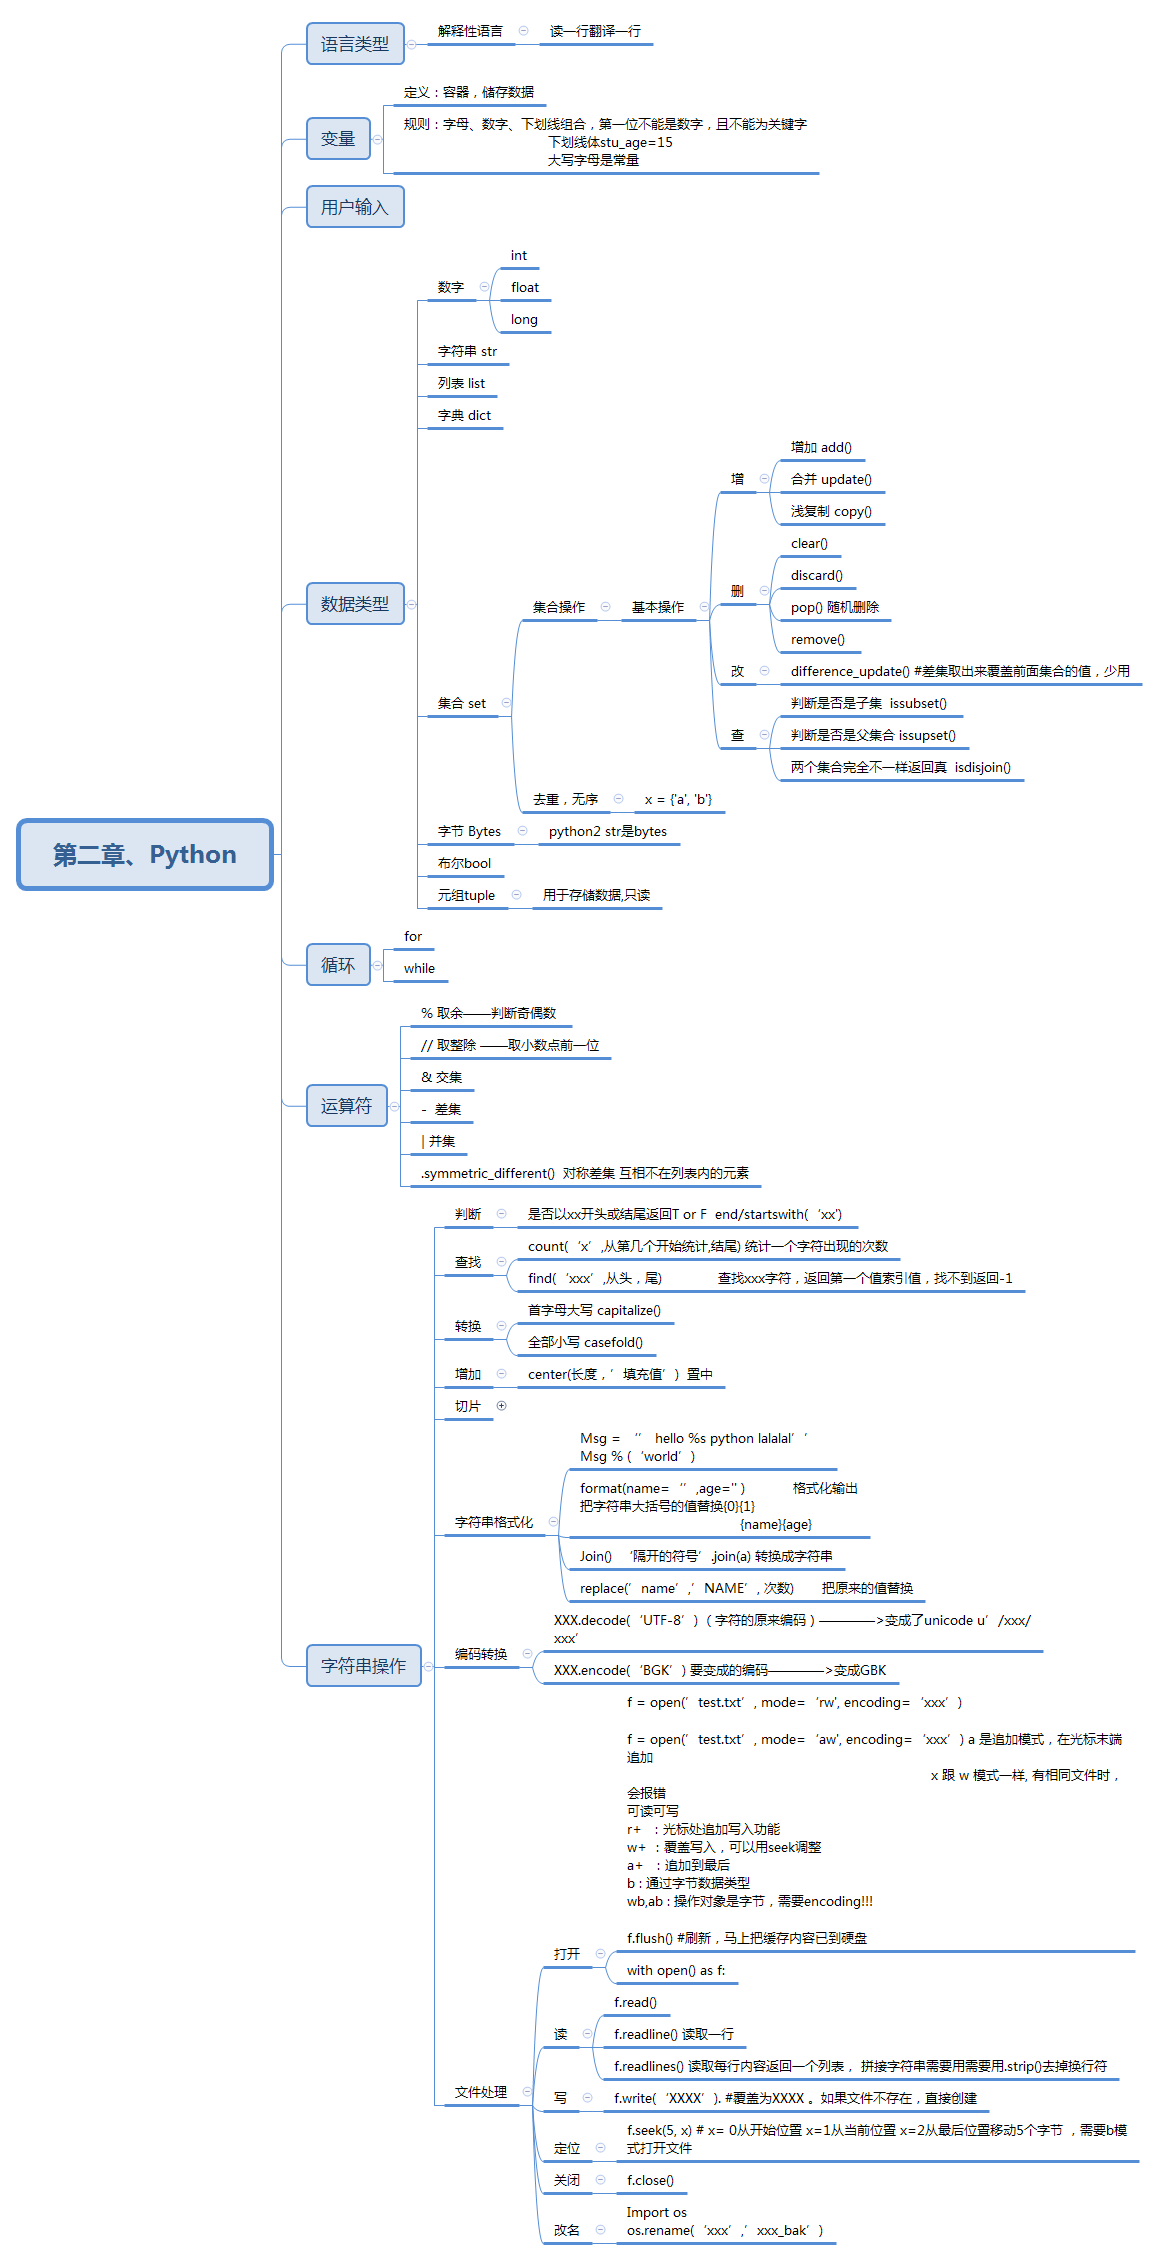 第二章、Python
语言类型
解释性语言
读一行翻译一行
变量
定义：容器，储存数据
规则：字母、数字、下划线组合，第一位不能是数字，且不能为关键字
下划线体stu_age=15
大写字母是常量
用户输入
数据类型
数字
int
float
long
字符串 str
列表 list
字典 dict
集合 set
集合操作
基本操作
增
增加 add()
合并 update()
浅复制 copy()
删
clear()
discard()
pop() 随机删除
remove()
改
difference_update() #差集取出来覆盖前面集合的值，少用
查
判断是否是子集  issubset()
判断是否是父集合 issupset()
两个集合完全不一样返回真  isdisjoin()
去重，无序
x = {'a', 'b'}
字节 Bytes
python2 str是bytes
布尔bool
元组tuple
用于存储数据,只读
循环
for
while
运算符
% 取余——判断奇偶数
// 取整除 ——取小数点前一位
& 交集
-  差集
| 并集
.symmetric_different()  对称差集 互相不在列表内的元素
字符串操作
判断
是否以xx开头或结尾返回T or F  end/startswith(‘xx')
查找
count(‘x’,从第几个开始统计,结尾) 统计一个字符出现的次数
find(‘xxx’,从头，尾)              查找xxx字符，返回第一个值索引值，找不到返回-1
转换
首字母大写 capitalize()
全部小写 casefold()
增加
center(长度，’填充值’)  置中
切片
字符串格式化
Msg = ‘’ hello %s python lalalal’‘
Msg % (‘world’)
format(name=‘’,age='' )            格式化输出
把字符串大括号的值替换{0}{1}
{name}{age}
Join()   ‘隔开的符号’.join(a) 转换成字符串
replace(’name’,’NAME’, 次数)       把原来的值替换
编码转换
XXX.decode(‘UTF-8’)（字符的原来编码）————>变成了unicode u’/xxx/
xxx’
XXX.encode(‘BGK’) 要变成的编码————>变成GBK
文件处理
打开
f = open(’test.txt’, mode=‘rw', encoding=‘xxx’)
f = open(’test.txt’, mode=‘aw', encoding=‘xxx’) a 是追加模式，在光标末端
追加
x 跟 w 模式一样, 有相同文件时，
会报错
可读可写
r+  ：光标处追加写入功能
w+ ：覆盖写入，可以用seek调整
a+  ：追加到最后
b : 通过字节数据类型
wb,ab : 操作对象是字节，需要encoding!!!
f.flush() #刷新，马上把缓存内容已到硬盘
with open() as f:
读
f.read()
f.readline() 读取一行
f.readlines() 读取每行内容返回一个列表， 拼接字符串需要用需要用.strip()去掉换行符
写
f.write(‘XXXX’). #覆盖为XXXX 。如果文件不存在，直接创建
定位
f.seek(5, x) # x= 0从开始位置 x=1从当前位置 x=2从最后位置移动5个字节 ，需要b模
式打开文件
关闭
f.close()
改名
Import os
os.rename(‘xxx’,’xxx_bak’)